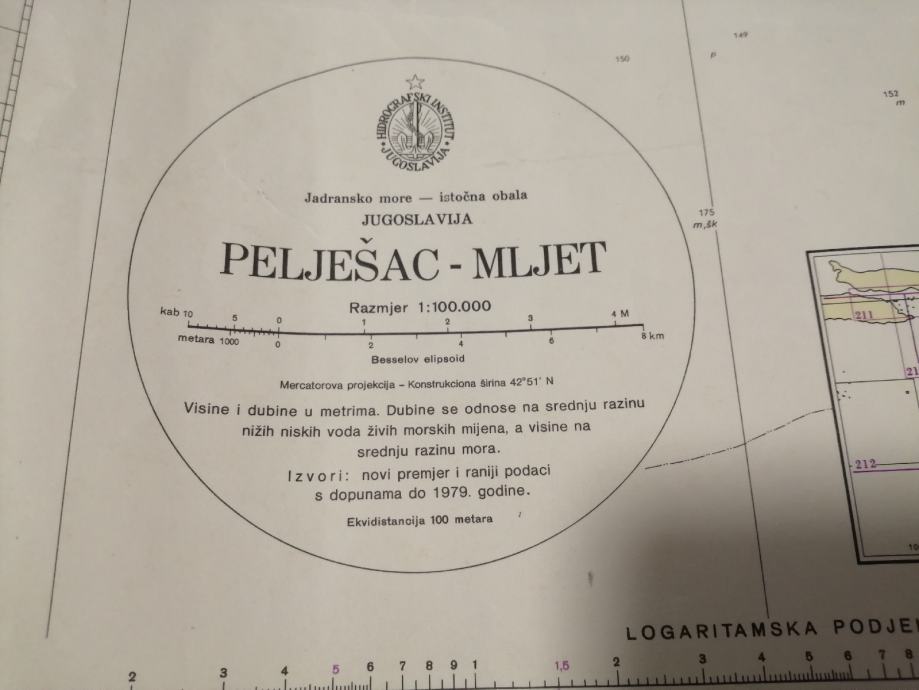 150
149
p
152
m
175
m,šk
HIDROGRAFSKI INSTITUT
JUGOSLAVIJA
Jadransko more — istočna obala
JUGOSLAVIJA
PELJEŠAC - MLJET
Razmjer 1:100.000
kab 10 5 0 1 2 3 4 M
metara 1000 0 2 4 6 8 km
Besselov elipsoid
Mercatorova projekcija – Konstrukciona širina 42°51' N
Visine i dubine u metrima. Dubine se odnose na srednju razinu
nižih niskih voda živih morskih mijena, a visine na
srednju razinu mora.
Izvori: novi premjer i raniji podaci
s dopunama do 1979. godine.
Ekvidistancija 100 metara
211
21
212
10
LOGARITAMSKA PODJE
2 3 4 5 6 7 8 9 1 1,5 2 3 4 5 6 7 8